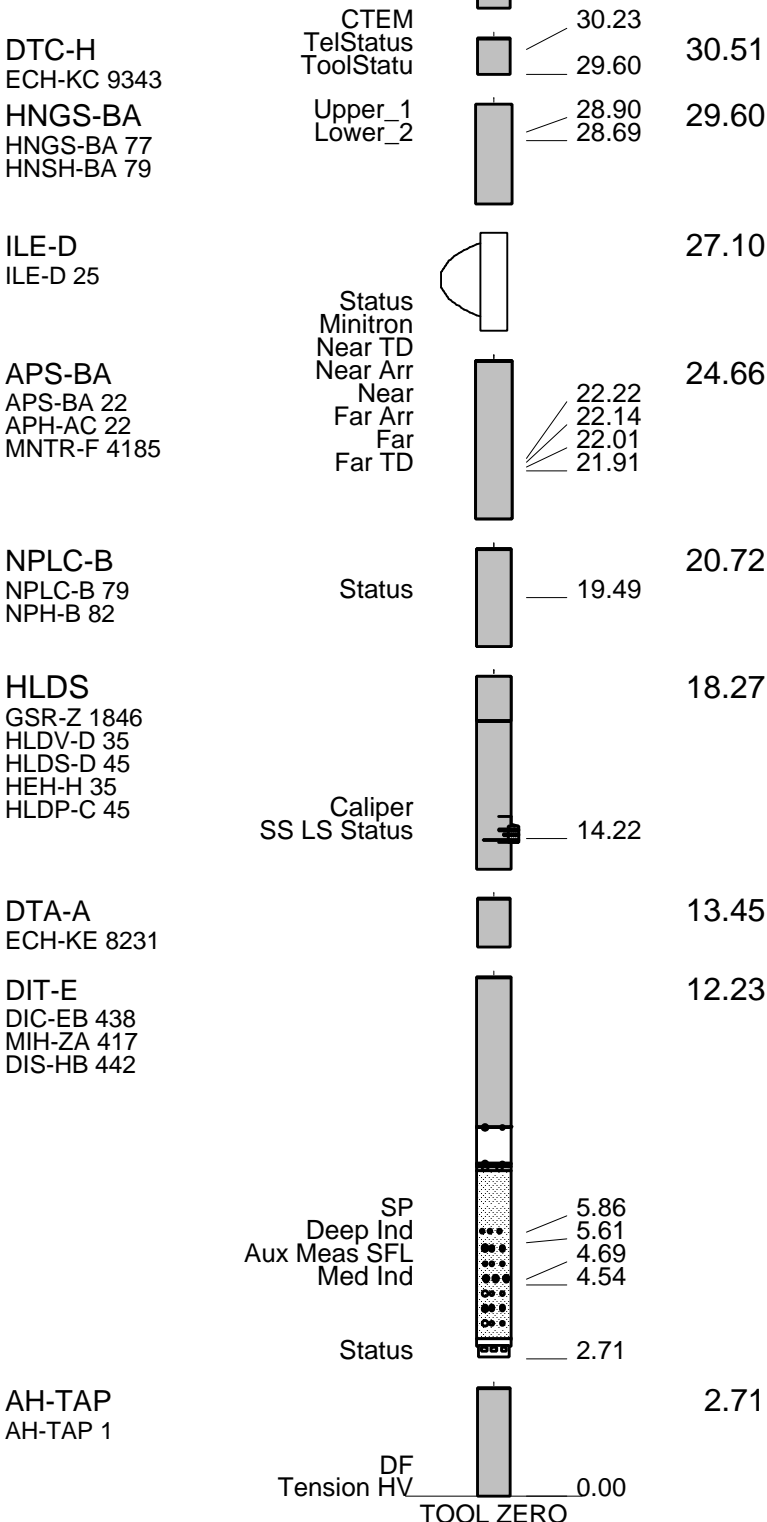 CTEM 30.23
DTC-H TelStatus 30.51
ToolStatu 29.60
ECH-KC 9343
HNGS-BA Upper_1 28.90 29.60
Lower_2 28.69
HNGS-BA 77
HNSH-BA 79
ILE-D 27.10
ILE-D 25
Status
Minitron
Near TD
APS-BA Near Arr 24.66
APS-BA 22 Near 22.22
APH-AC 22 Far Arr 22.14
MNTR-F 4185 Far 22.01
Far TD 21.91
NPLC-B 20.72
NPLC-B 79 Status 19.49
NPH-B 82
HLDS 18.27
GSR-Z 1846
HLDV-D 35
HLDS-D 45
HEH-H 35
HLDP-C 45 Caliper
SS LS Status 14.22
DTA-A 13.45
ECH-KE 8231
DIT-E 12.23
DIC-EB 438
MIH-ZA 417
DIS-HB 442
SP 5.86
Deep Ind 5.61
Aux Meas SFL 4.69
Med Ind 4.54
Status 2.71
AH-TAP 2.71
AH-TAP 1
DF
Tension HV 0.00
TOOL ZERO